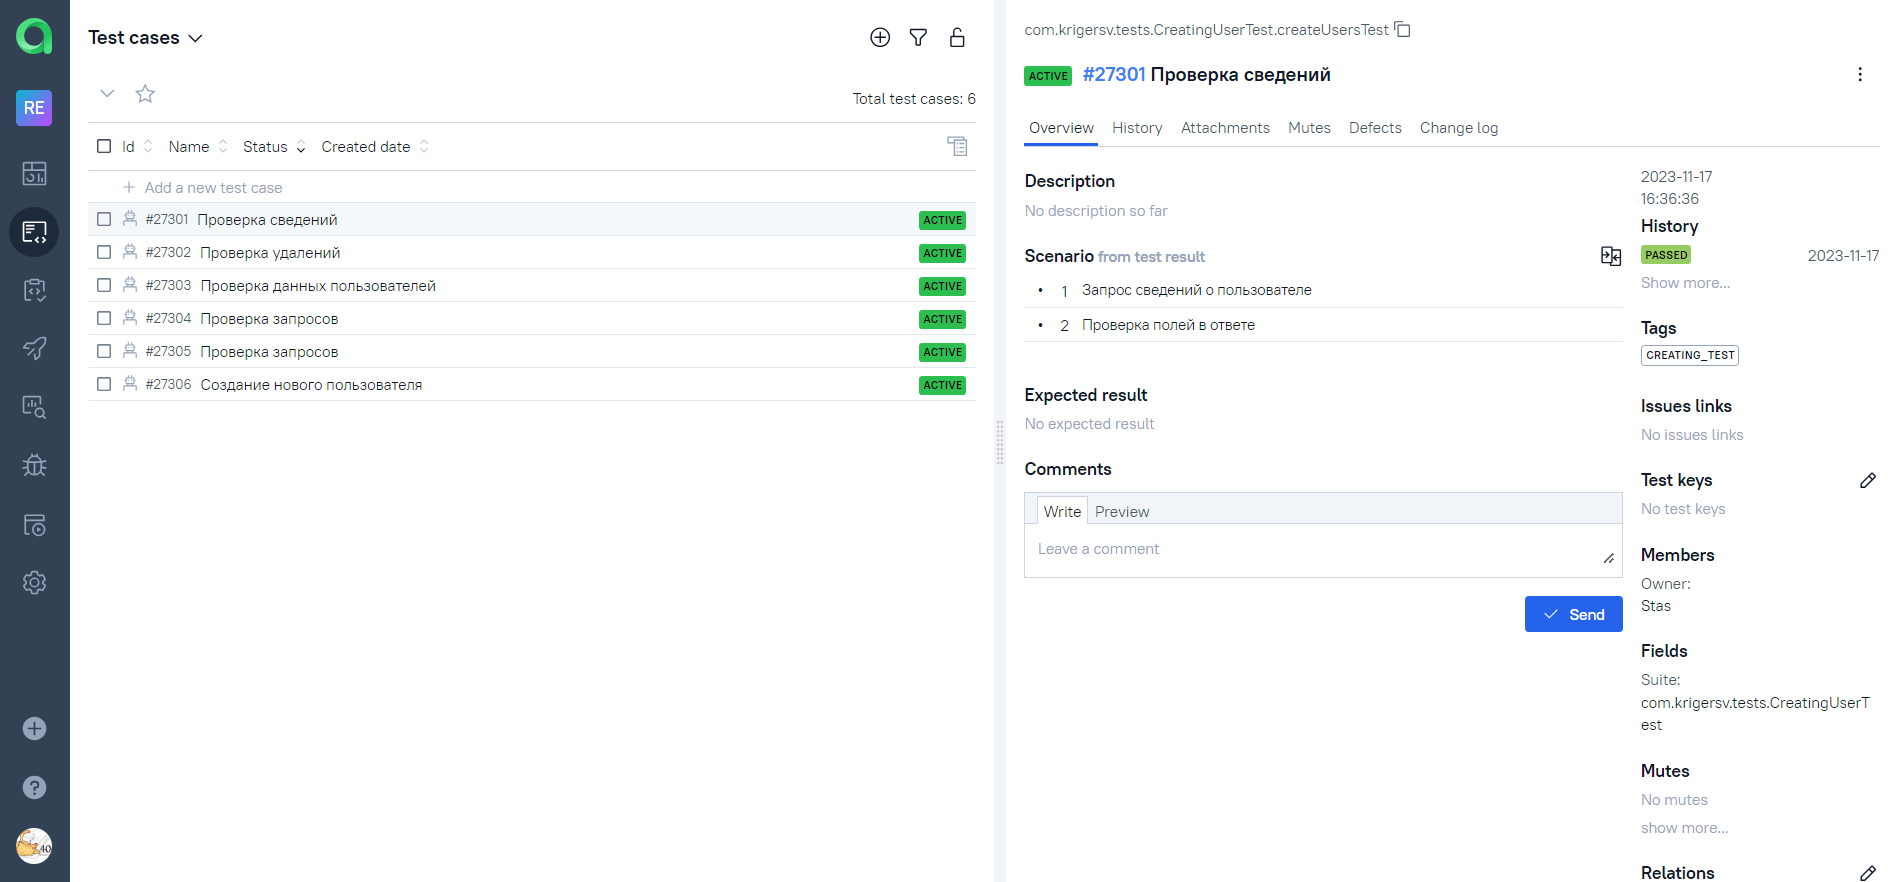 RE
40
Test cases
Total test cases: 6
Id Name Status Created date
Add a new test case
#27301 Проверка сведений ACTIVE
#27302 Проверка удалений ACTIVE
#27303 Проверка данных пользователей ACTIVE
#27304 Проверка запросов ACTIVE
#27305 Проверка запросов ACTIVE
#27306 Создание нового пользователя ACTIVE
com.krigersv.tests.CreatingUserTest.createUsersTest
ACTIVE #27301 Проверка сведений
Overview History Attachments Mutes Defects Change log
Description
No description so far
Scenario from test result
• 1 Запрос сведений о пользователе
• 2 Проверка полей в ответе
Expected result
No expected result
Comments
Write Preview
Leave a comment
Send
2023-11-17
16:36:36
History
PASSED 2023-11-17
Show more...
Tags
CREATING_TEST
Issues links
No issues links
Test keys
No test keys
Members
Owner:
Stas
Fields
Suite:
com.krigersv.tests.CreatingUserT
est
Mutes
No mutes
show more...
Relations